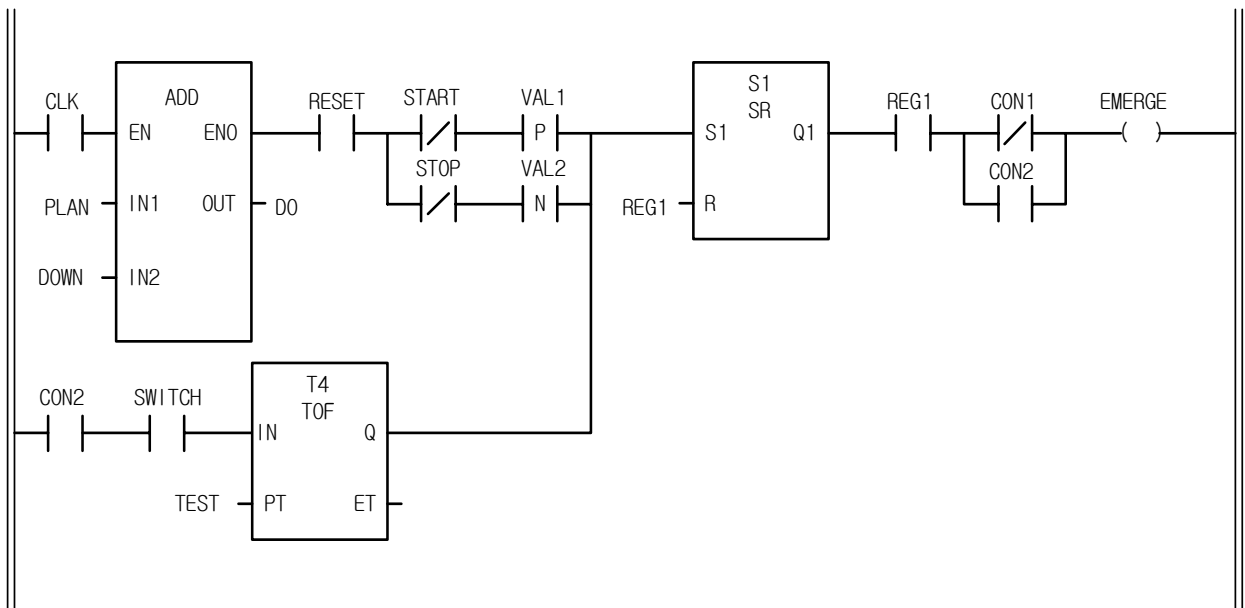 S1
SR
CLK
ADD
RESET
START
VAL1
REG1
CON1
EMERGE
EN
ENO
P
S1
Q1
STOP
VAL2
CON2
PLAN
IN1
OUT
DO
N
REG1
R
DOWN
IN2
T4
TOF
CON2
SWITCH
IN
Q
TEST
PT
ET